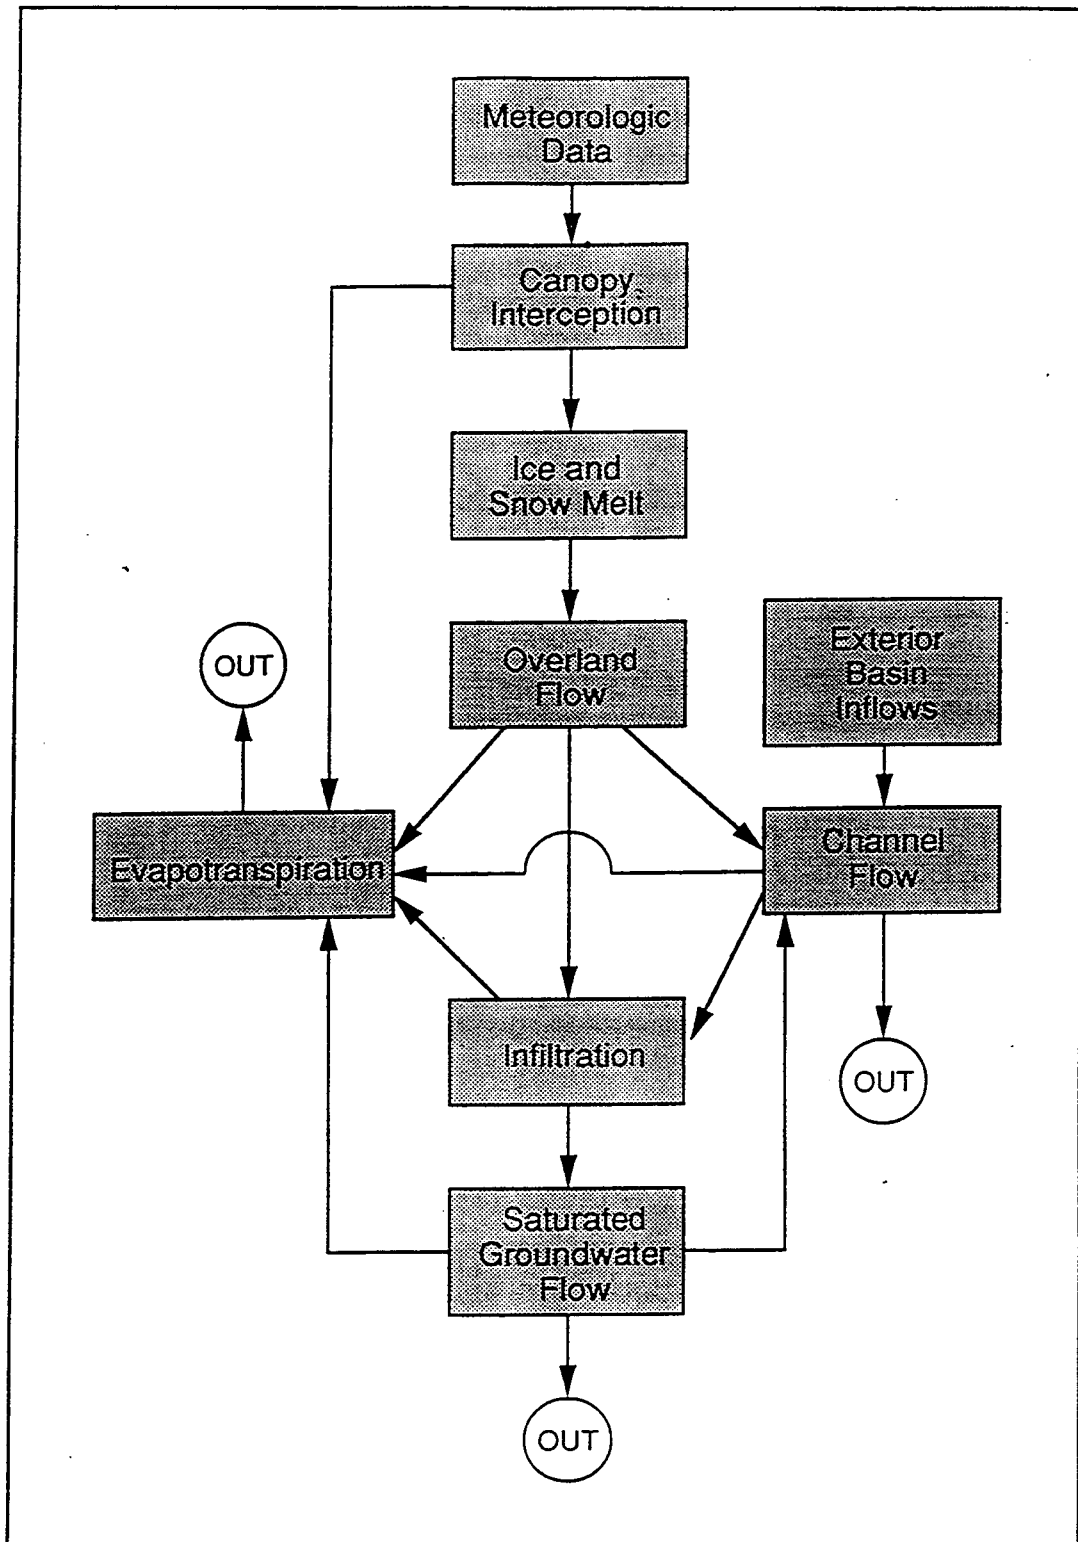 Meteorologic
Data
Canopy
Interception
Ice and
Snow Melt
OUT
Overland
Flow
Exterior
Basin
Inflows
Evapotranspiration
Channel
Flow
Infiltration
OUT
Saturated
Groundwater
Flow
OUT